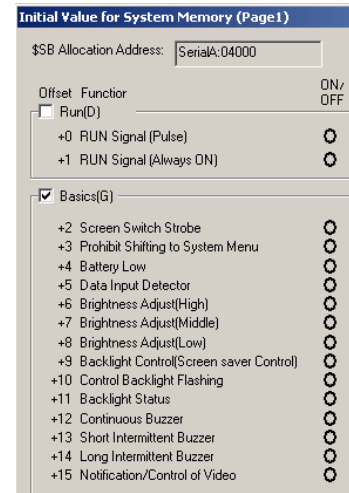 Initial Value for System Memory (Page1)
$SB Allocation Address: SerialA:04000
ON/
OFF
Offset Functior
Run(D)
+0 RUN Signal (Pulse)
+1 RUN Signal (Always ON)
Basics(G)
+2 Screen Switch Strobe
+3 Prohibit Shifting to System Menu
+4 Battery Low
+5 Data Input Detector
+6 Brightness Adjust(High)
+7 Brightness Adjust(Middle)
+8 Brightness Adjust(Low)
+9 Backlight Control(Screen saver Control)
+10 Control Backlight Flashing
+11 Backlight Status
+12 Continuous Buzzer
+13 Short Intermittent Buzzer
+14 Long Intermittent Buzzer
+15 Notification/Control of Video